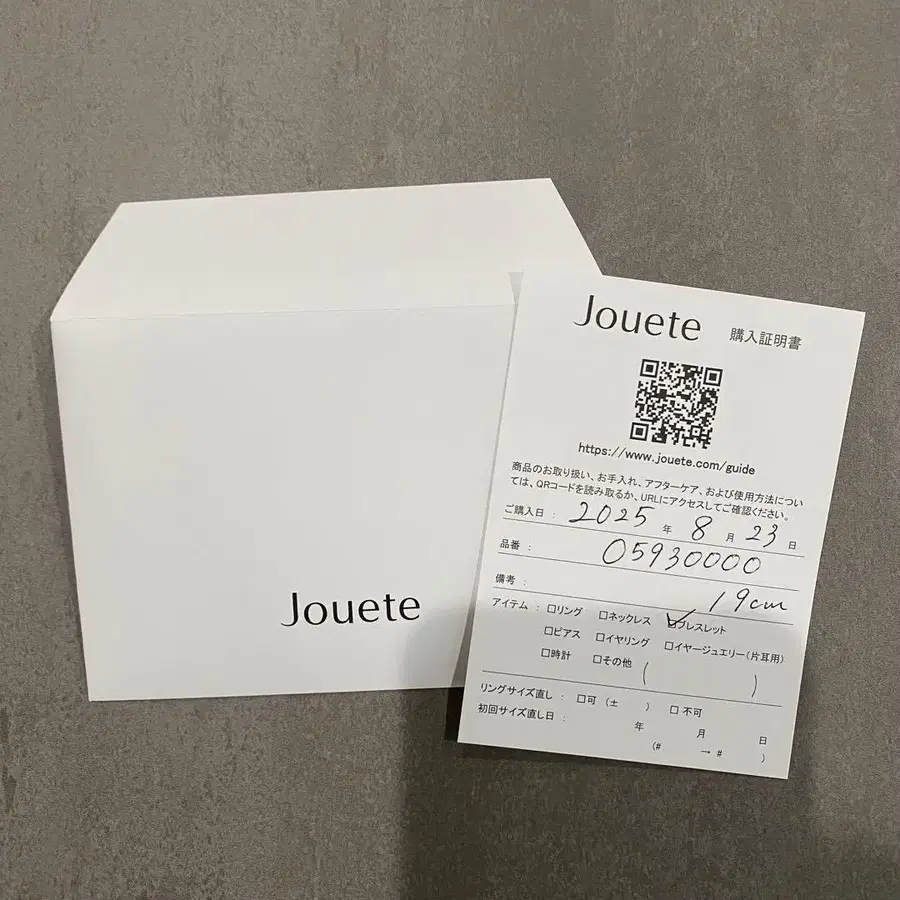 Jouete
Jouete 購入証明書
https://www.jouete.com/guide
商品のお取り扱い、お手入れ、アフターケア、および使用方法につい
ては、QRコードを読み取るか、URLにアクセスしてご確認ください。
ご購入日 : 2025 年 8 月 23 日
品番 : 05930000
備考 : 19cm
アイテム : □リング □ネックレス ☑ブレスレット
□ピアス □イヤリング □イヤージュエリー(片耳用)
□時計 □その他 ( )
リングサイズ直し : □可 (± ) □不可
初回サイズ直し日 : 年 月 日
(# → # )